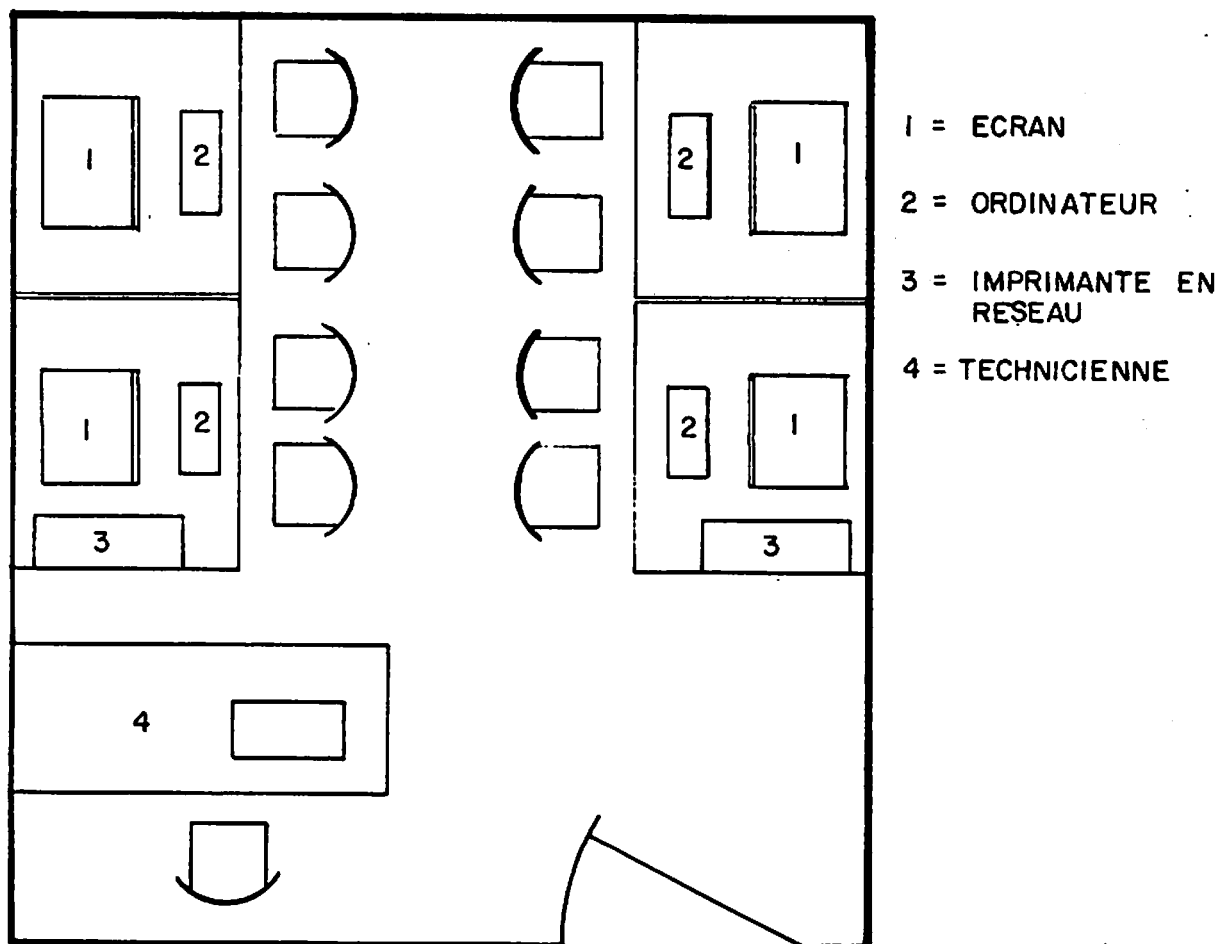 1 2
2 1
1 = ECRAN
2 = ORDINATEUR
3 = IMPRIMANTE EN
RESEAU
4 = TECHNICIENNE
1 2
2 1
3
3
4